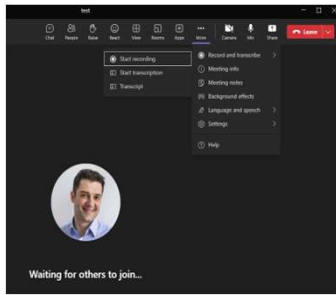 test
Chat People Raise React View Rooms Apps More Camera Mic Share Leave
Start recording
Start transcription
Transcript
Record and transcribe
Meeting info
Meeting notes
Background effects
Language and speech
Settings
Help
Waiting for others to join...